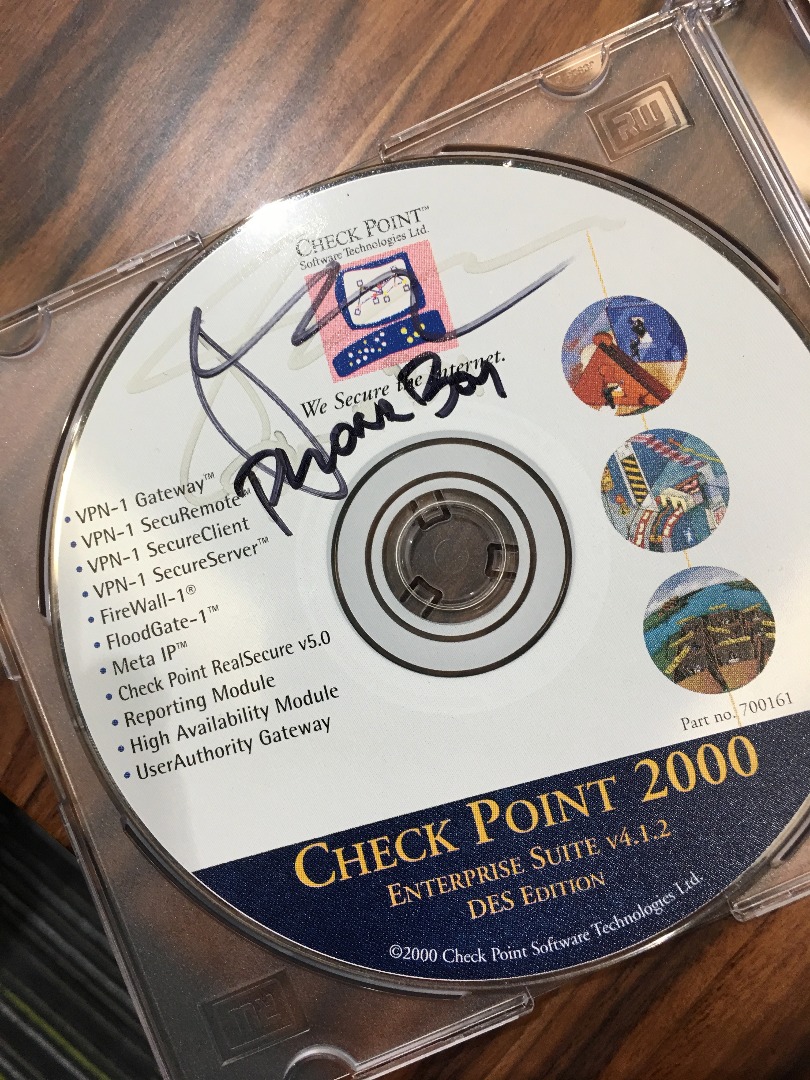 CHECK POINT™
Software Technologies Ltd.
We Secure the Internet.
• VPN-1 Gateway™
• VPN-1 SecuRemote™
• VPN-1 SecureClient
• VPN-1 SecureServer™
• FireWall-1®
• FloodGate-1™
• Meta IP™
• Check Point RealSecure v5.0
• Reporting Module
• High Availability Module
• UserAuthority Gateway
Part no. 700161
CHECK POINT 2000
ENTERPRISE SUITE v4.1.2
DES EDITION
©2000 Check Point Software Technologies Ltd.